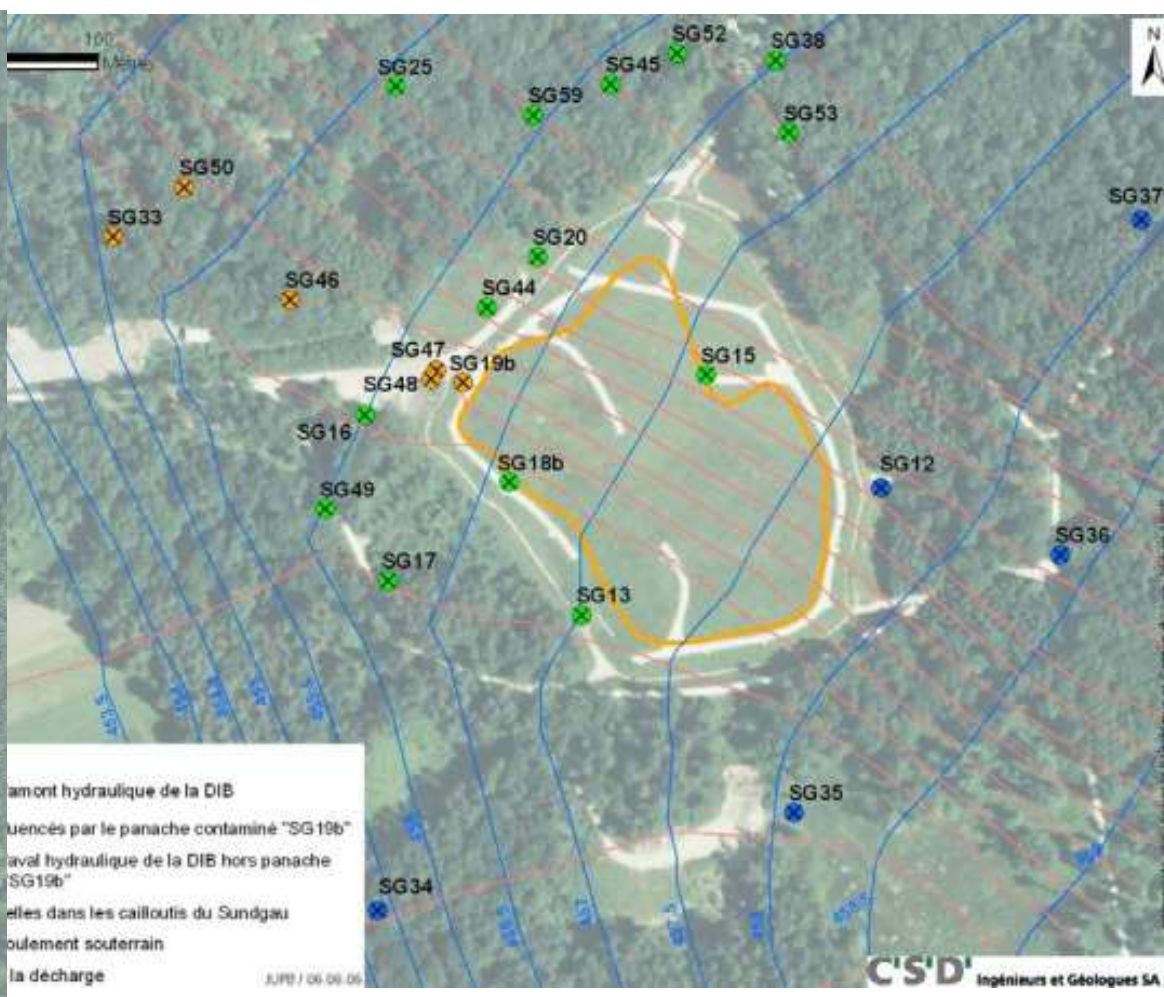 100
Mètres
N
SG52
SG38
SG25
SG45
SG59
SG53
SG50
SG37
SG33
SG20
SG46
SG44
SG47
SG19b
SG15
SG48
SG16
SG18b
SG12
SG49
SG36
SG17
SG13
SG35
SG34
amont hydraulique de la DIB
uencés par le panache contaminé "SG19b"
aval hydraulique de la DIB hors panache
"SG19b"
elles dans les cailloutis du Sundgau
oulement souterrain
la décharge
C'S'D' Ingénieurs et Géologues SA